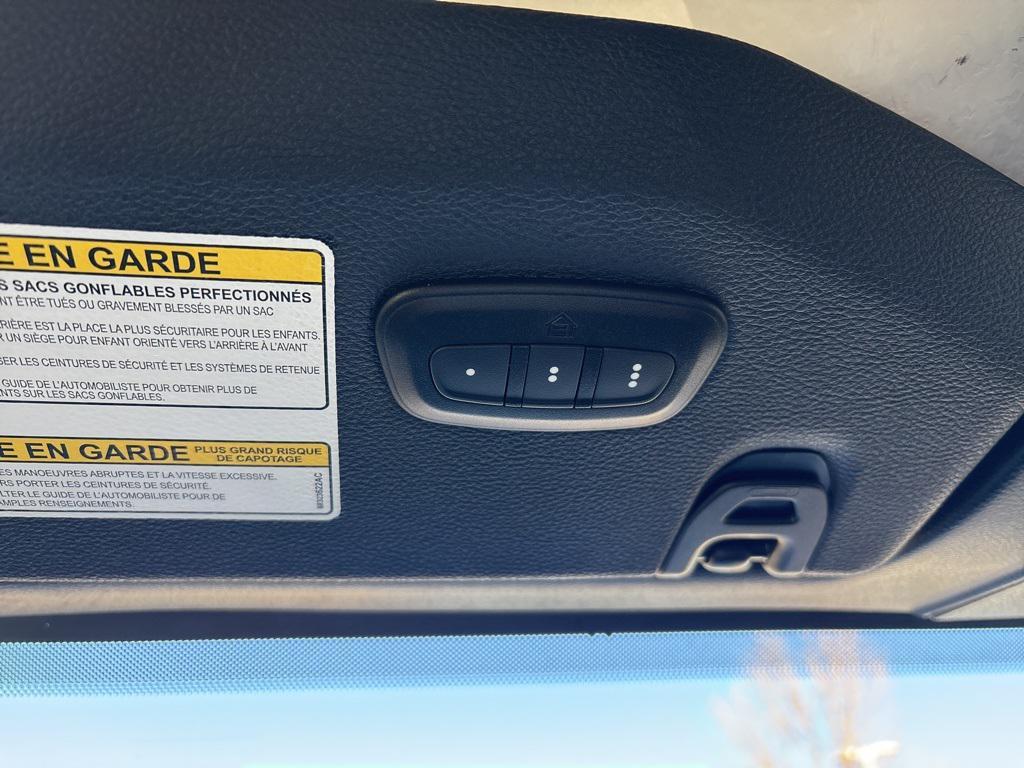 E EN GARDE
S SACS GONFLABLES PERFECTIONNÉS
NT ÊTRE TUÉS OU GRAVEMENT BLESSÉS PAR UN SAC
RRIÈRE EST LA PLACE LA PLUS SÉCURITAIRE POUR LES ENFANTS.
R UN SIÈGE POUR ENFANT ORIENTÉ VERS L'ARRIÈRE À L'AVANT
SER LES CEINTURES DE SÉCURITÉ ET LES SYSTÈMES DE RETENUE
GUIDE DE L'AUTOMOBILISTE POUR OBTENIR PLUS DE
NTS SUR LES SACS GONFLABLES.
E EN GARDE PLUS GRAND RISQUE
DE CAPOTAGE
ES MANOEUVRES ABRUPTES ET LA VITESSE EXCESSIVE.
RS PORTER LES CEINTURES DE SÉCURITÉ.
LTER LE GUIDE DE L'AUTOMOBILISTE POUR DE
AMPLES RENSEIGNEMENTS.